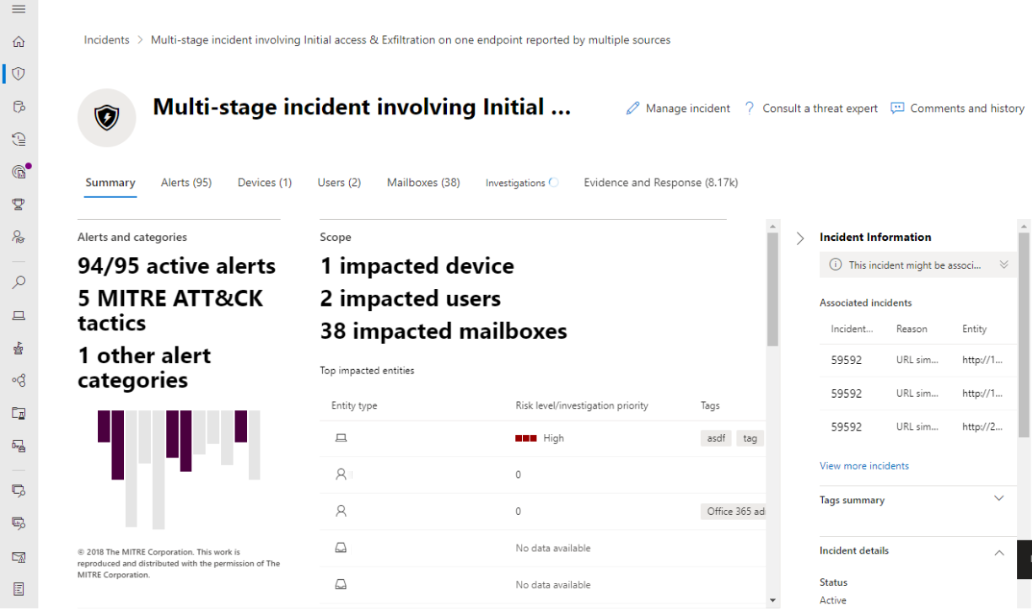 Incidents > Multi-stage incident involving Initial access & Exfiltration on one endpoint reported by multiple sources
Multi-stage incident involving Initial ...
Manage incident
? Consult a threat expert
Comments and history
Summary
Alerts (95)
Devices (1)
Users (2)
Mailboxes (38)
Investigations
Evidence and Response (8.17k)
Alerts and categories
94/95 active alerts
5 MITRE ATT&CK
tactics
1 other alert
categories
© 2018 The MITRE Corporation. This work is
reproduced and distributed with the permission of The
MITRE Corporation.
Scope
1 impacted device
2 impacted users
38 impacted mailboxes
Top impacted entities
Entity type Risk level/investigation priority Tags
High asdf tag
0
0 Office 365 ad
No data available
No data available
Incident Information
This incident might be associ...
Associated incidents
Incident... Reason Entity
59592 URL sim... http://1...
59592 URL sim... http://1...
59592 URL sim... http://2...
View more incidents
Tags summary
Incident details
Status
Active